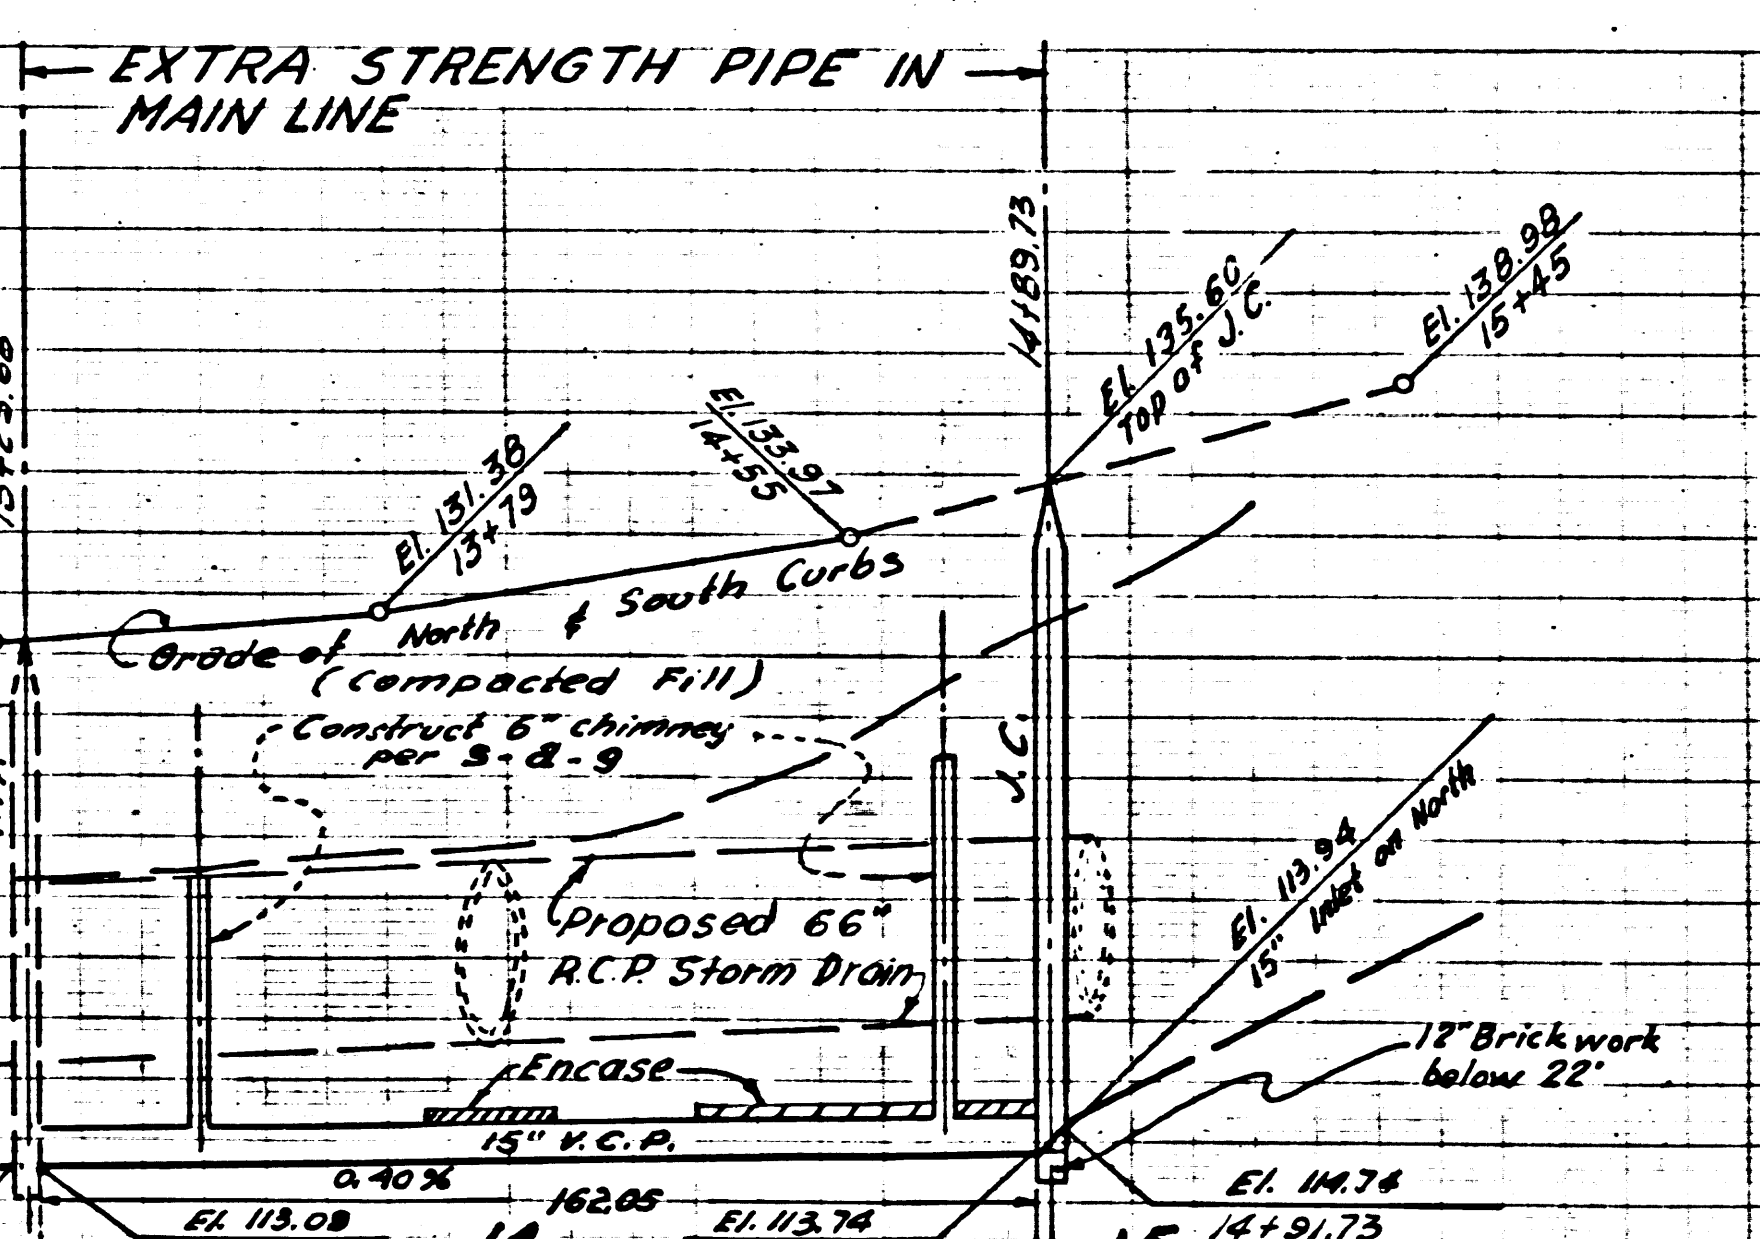 EXTRA STRENGTH PIPE IN
MAIN LINE
14+89.73
El. 135.60
Top of J.C.
El. 138.98
15+45
El. 133.97
14+55
El. 131.38
13+79
Grade of North & South Curbs
(Compacted Fill)
Construct 6" chimney
per S-a-9
J.C.
Proposed 66"
R.C.P. Storm Drain
El. 113.94
15" Inlet on North
12" Brick work
below 22'
Encase
15" V.C.P.
0.40%
162.05
El. 113.09
El. 113.74
El. 114.74
14+91.73